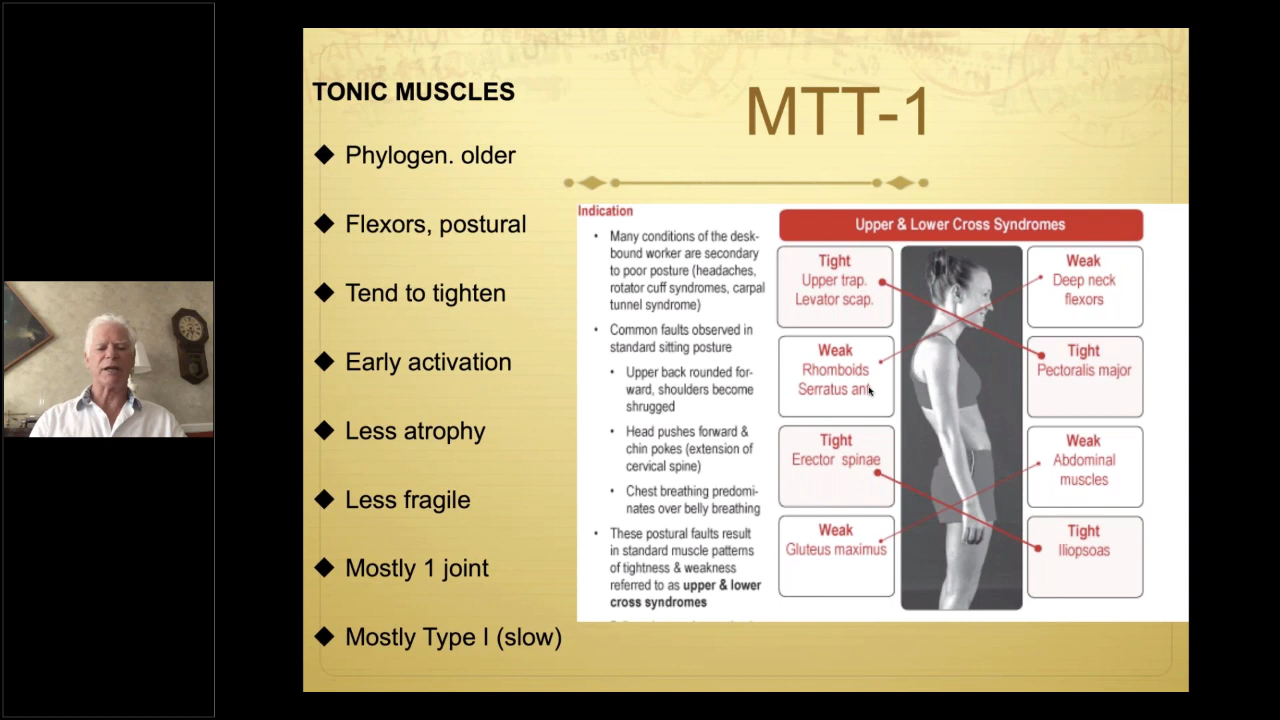 TONIC MUSCLES
Phylogen. older
Flexors, postural
Tend to tighten
Early activation
Less atrophy
Less fragile
Mostly 1 joint
Mostly Type I (slow)
MTT-1
Indication
Many conditions of the desk-
bound worker are secondary
to poor posture (headaches,
rotator cuff syndromes, carpal
tunnel syndrome)
Common faults observed in
standard sitting posture
Upper back rounded for-
ward, shoulders become
shrugged
Head pushes forward &
chin pokes (extension of
cervical spine)
Chest breathing predomi-
nates over belly breathing
These postural faults result
in standard muscle patterns
of tightness & weakness
referred to as upper & lower
cross syndromes
Upper & Lower Cross Syndromes
Tight
Upper trap.
Levator scap.
Weak
Rhomboids
Serratus ant.
Tight
Erector spinae
Weak
Gluteus maximus
Weak
Deep neck
flexors
Tight
Pectoralis major
Weak
Abdominal
muscles
Tight
Iliopsoas